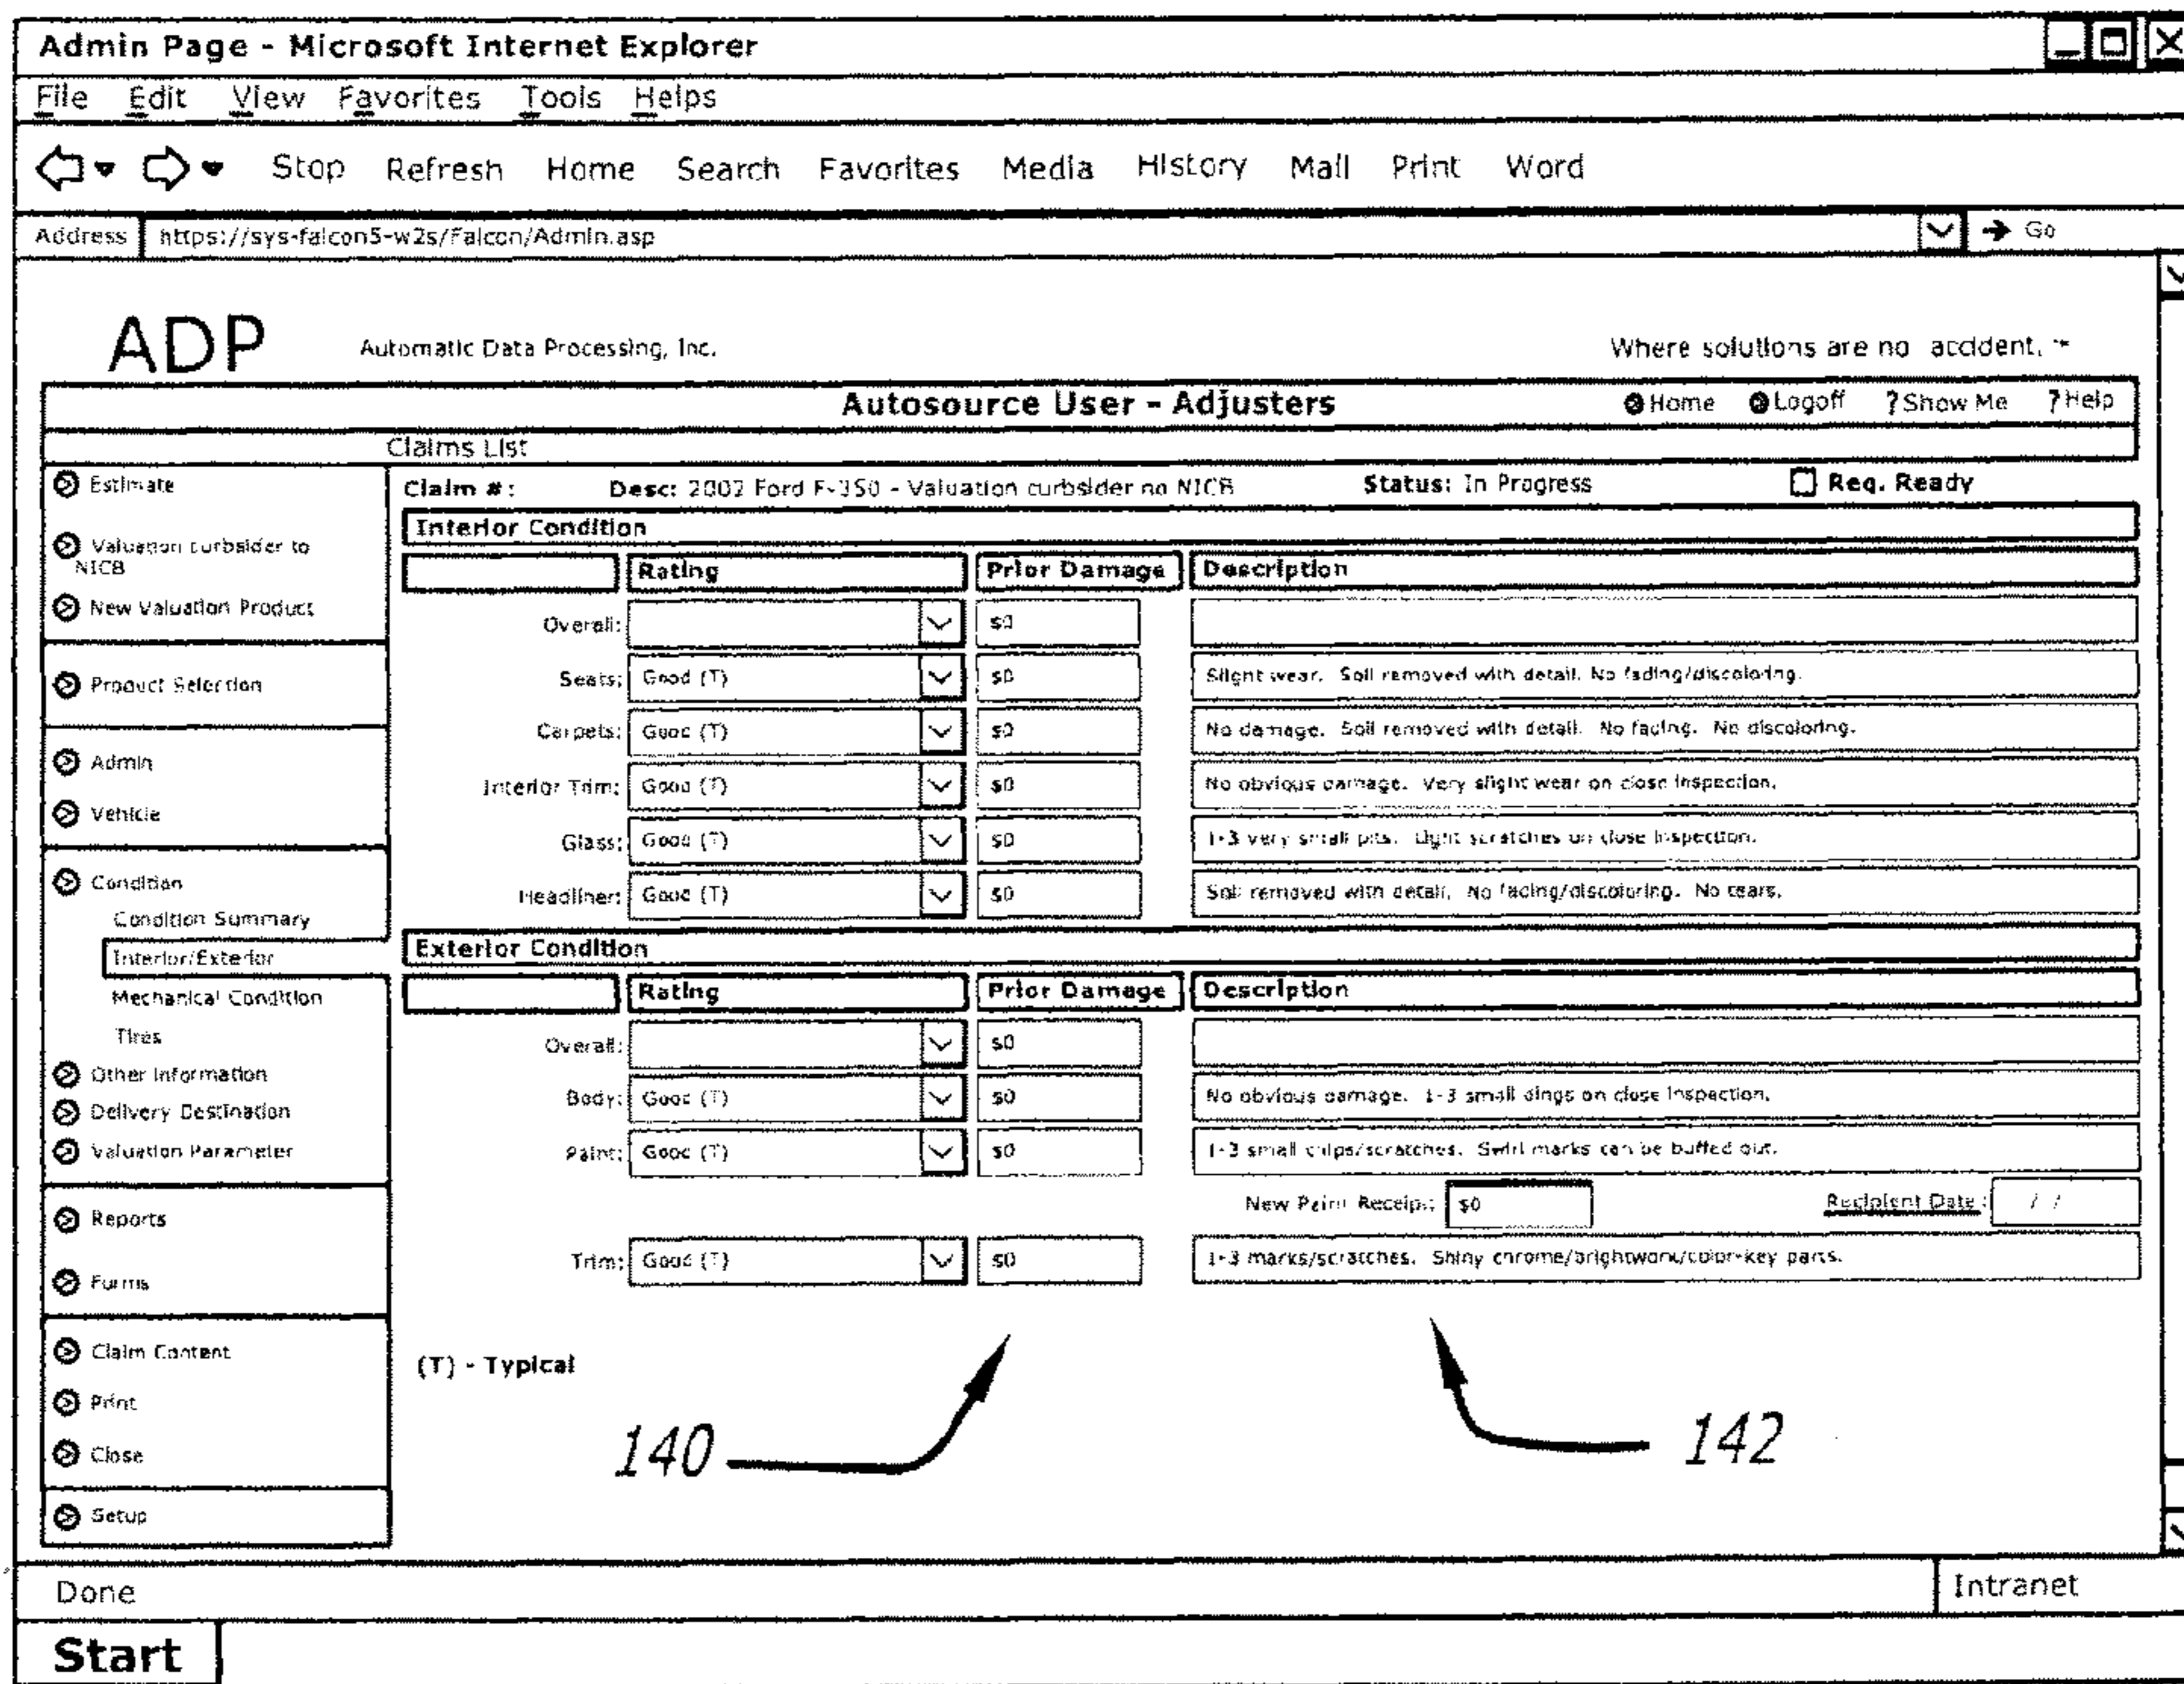 Admin Page - Microsoft Internet Explorer
File Edit View Favorites Tools Helps
Stop Refresh Home Search Favorites Media History Mail Print Word
Address https://sys-falcon5-w2s/Falcon/Admin.asp Go
ADP Automatic Data Processing, Inc. Where solutions are no accident. ™
Autosource User - Adjusters Home Logoff ?Show Me ?Help
Claims List
Estimate
Valuation curbsider to
NICB
New Valuation Product
Product Selection
Admin
Vehicle
Condition
Condition Summary
Interior/Exterior
Mechanical Condition
Tires
Other Information
Delivery Destination
Valuation Parameter
Reports
Forms
Claim Content
Print
Close
Setup
Claim #: Desc: 2002 Ford F-350 - Valuation curbsider no NICB Status: In Progress Req. Ready
Interior Condition
Rating Prior Damage Description
Overall: $0
Seats: Good (T) $0 Slight wear. Soil removed with detail. No fading/discoloring.
Carpets: Good (T) $0 No damage. Soil removed with detail. No facing. No discoloring.
Interior Trim: Good (T) $0 No obvious damage. Very slight wear on close inspection.
Glass: Good (T) $0 1-3 very small pits. Light scratches on close inspection.
Headliner: Good (T) $0 Soil removed with detail. No facing/discoloring. No tears.
Exterior Condition
Rating Prior Damage Description
Overall: $0
Body: Good (T) $0 No obvious damage. 1-3 small dings on close inspection.
Paint: Good (T) $0 1-3 small chips/scratches. Swirl marks can be buffed out.
New Paint Receipt: $0 Recipient Date: / /
Trim: Good (T) $0 1-3 marks/scratches. Shiny chrome/brightwork/color-key parts.
(T) - Typical
140
142
Done Intranet
Start